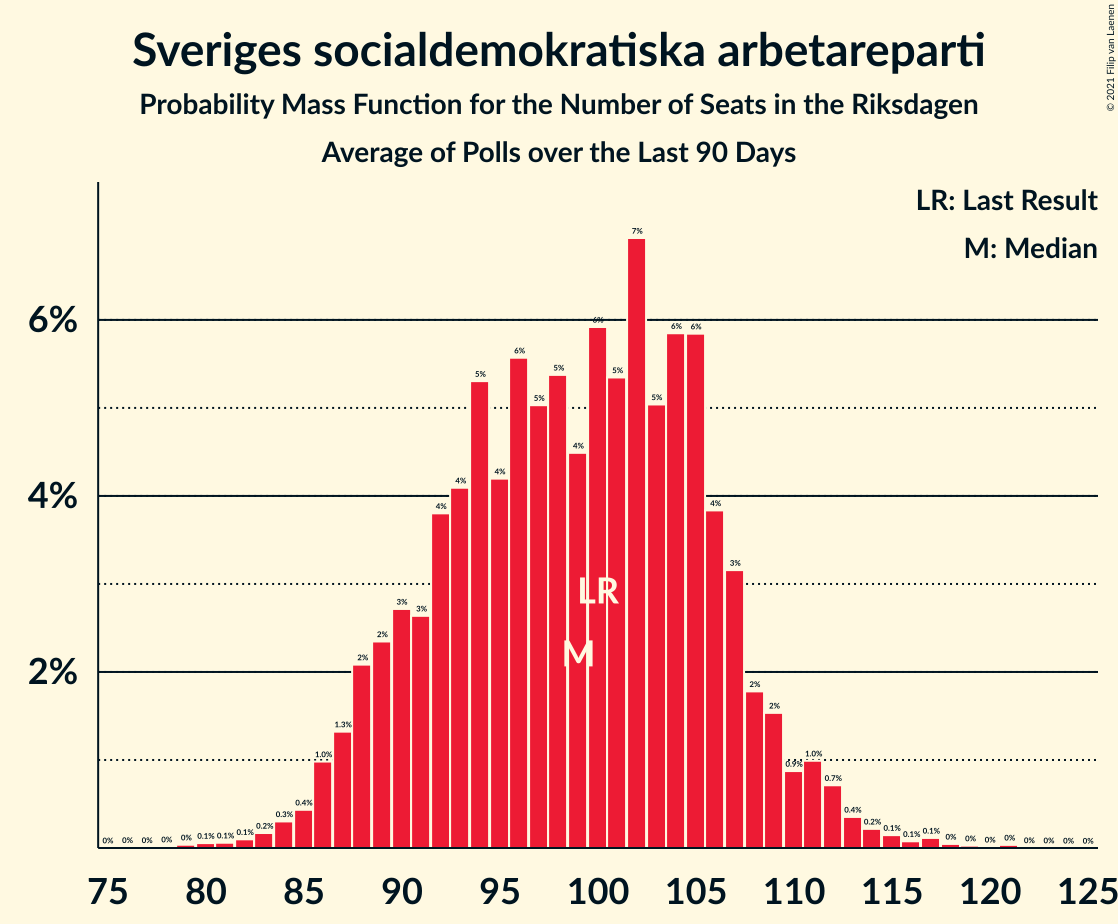 Sveriges socialdemokratiska arbetareparti
Probability Mass Function for the Number of Seats in the Riksdagen
Average of Polls over the Last 90 Days
© 2021 Filip van Laenen
LR: Last Result
M: Median
6%
4%
2%
0% 0% 0% 0% 0% 0.1% 0.1% 0.1% 0.2% 0.3% 0.4% 1.0% 1.3% 2% 2% 3% 3% 4% 4% 5% 4% 6% 5% 5% 4% 6% 5% 7% 5% 6% 6% 4% 3% 2% 2% 0.9% 1.0% 0.7% 0.4% 0.2% 0.1% 0.1% 0.1% 0% 0% 0% 0% 0% 0% 0% 0%
LR
M
75 80 85 90 95 100 105 110 115 120 125